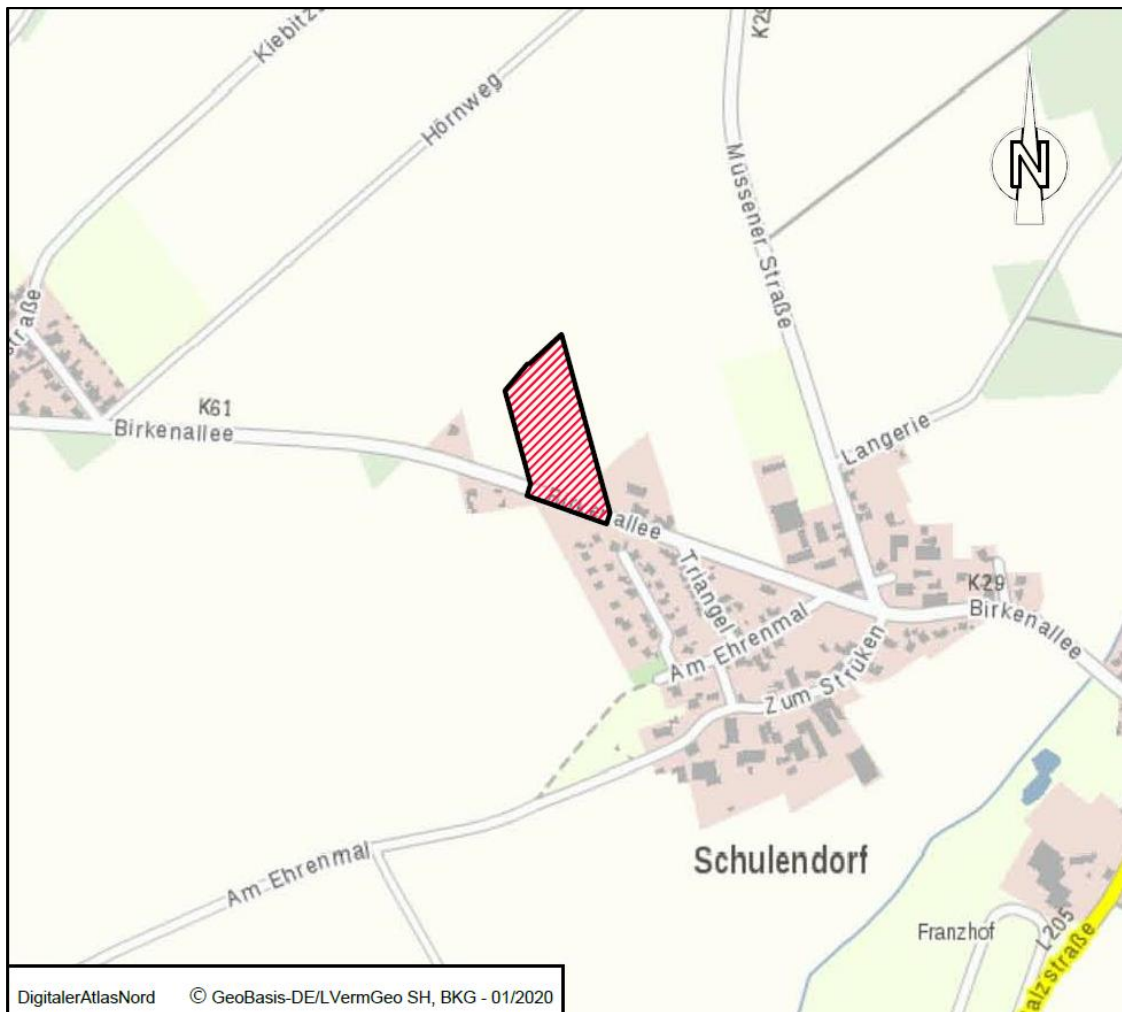 Kiebitz
K29
Hörnweg
N
Müssener Straße
straße
K61
Birkenallee
Langerie
allee
Triangel
K29
Birkenallee
Am Ehrenmal
Zum Strüken
Schulendorf
Am Ehrenmal
Franzhof
L205
alzstraße
DigitalerAtlasNord © GeoBasis-DE/LVermGeo SH, BKG - 01/2020